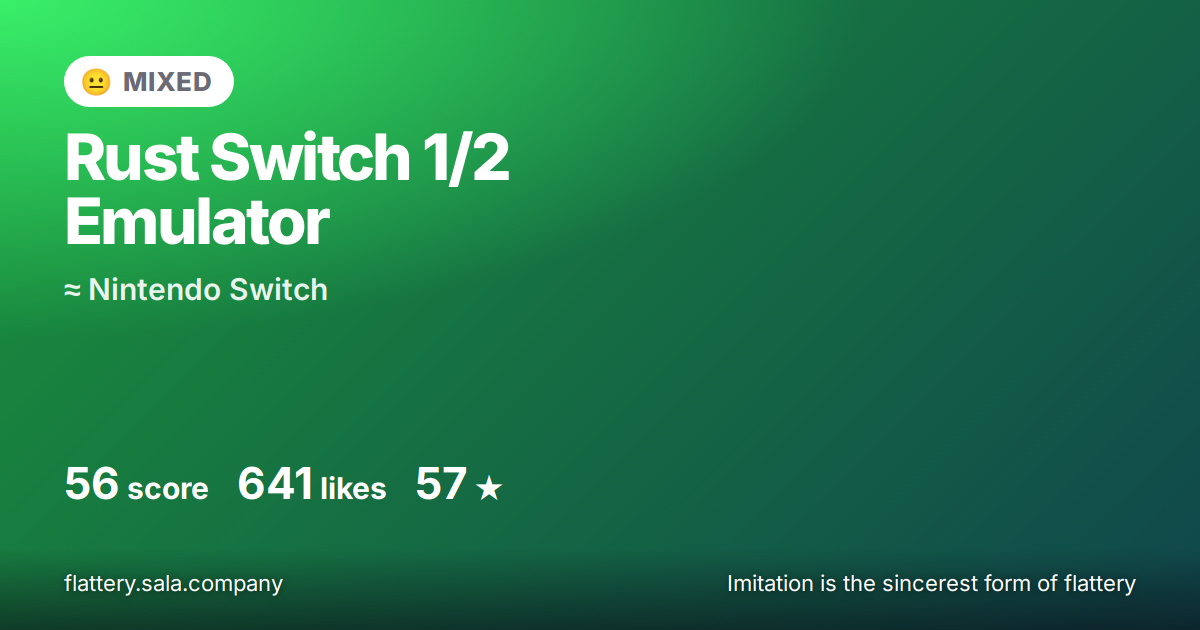 😐 MIXED
Rust Switch 1/2
Emulator
≈ Nintendo Switch
56 score 641 likes 57 ★
flattery.sala.company
Imitation is the sincerest form of flattery